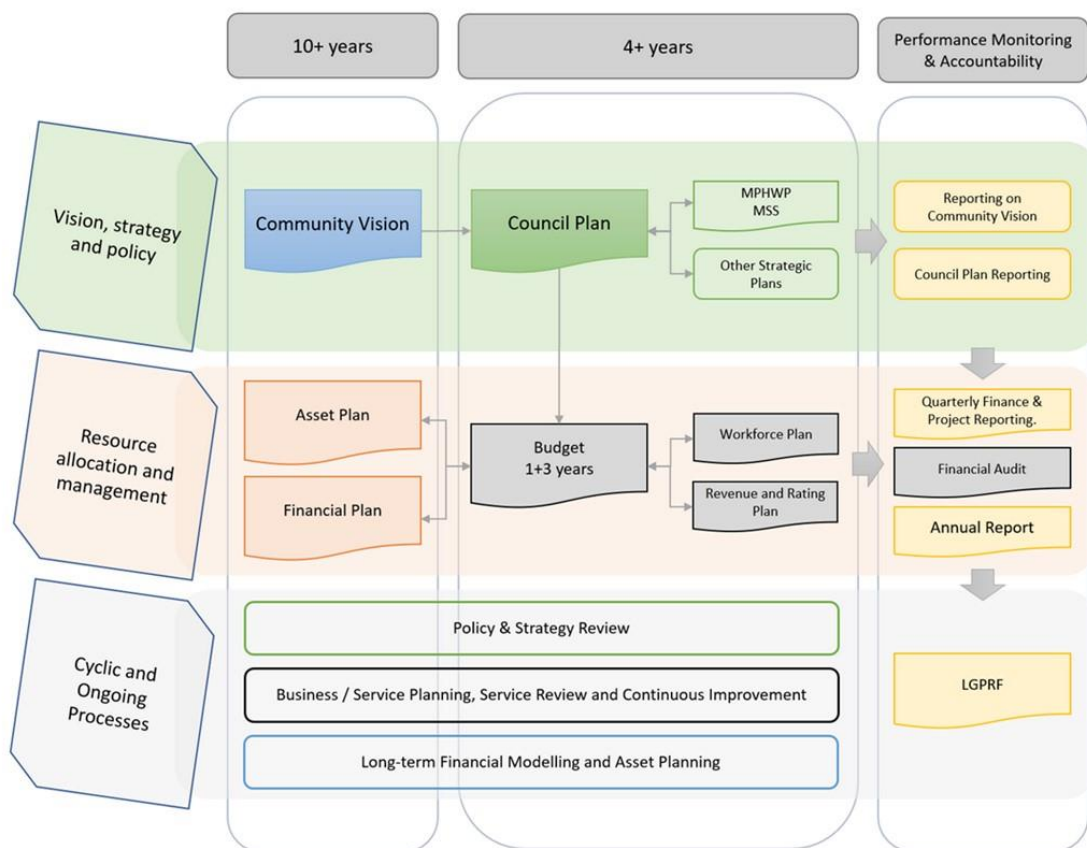 10+ years
4+ years
Performance Monitoring
& Accountability
Vision, strategy
and policy
Community Vision
Council Plan
MPHWP
MSS
Other Strategic
Plans
Reporting on
Community Vision
Council Plan Reporting
Resource
allocation and
management
Asset Plan
Financial Plan
Budget
1+3 years
Workforce Plan
Revenue and Rating
Plan
Quarterly Finance &
Project Reporting.
Financial Audit
Annual Report
Cyclic and
Ongoing
Processes
Policy & Strategy Review
Business / Service Planning, Service Review and Continuous Improvement
Long-term Financial Modelling and Asset Planning
LGPRF